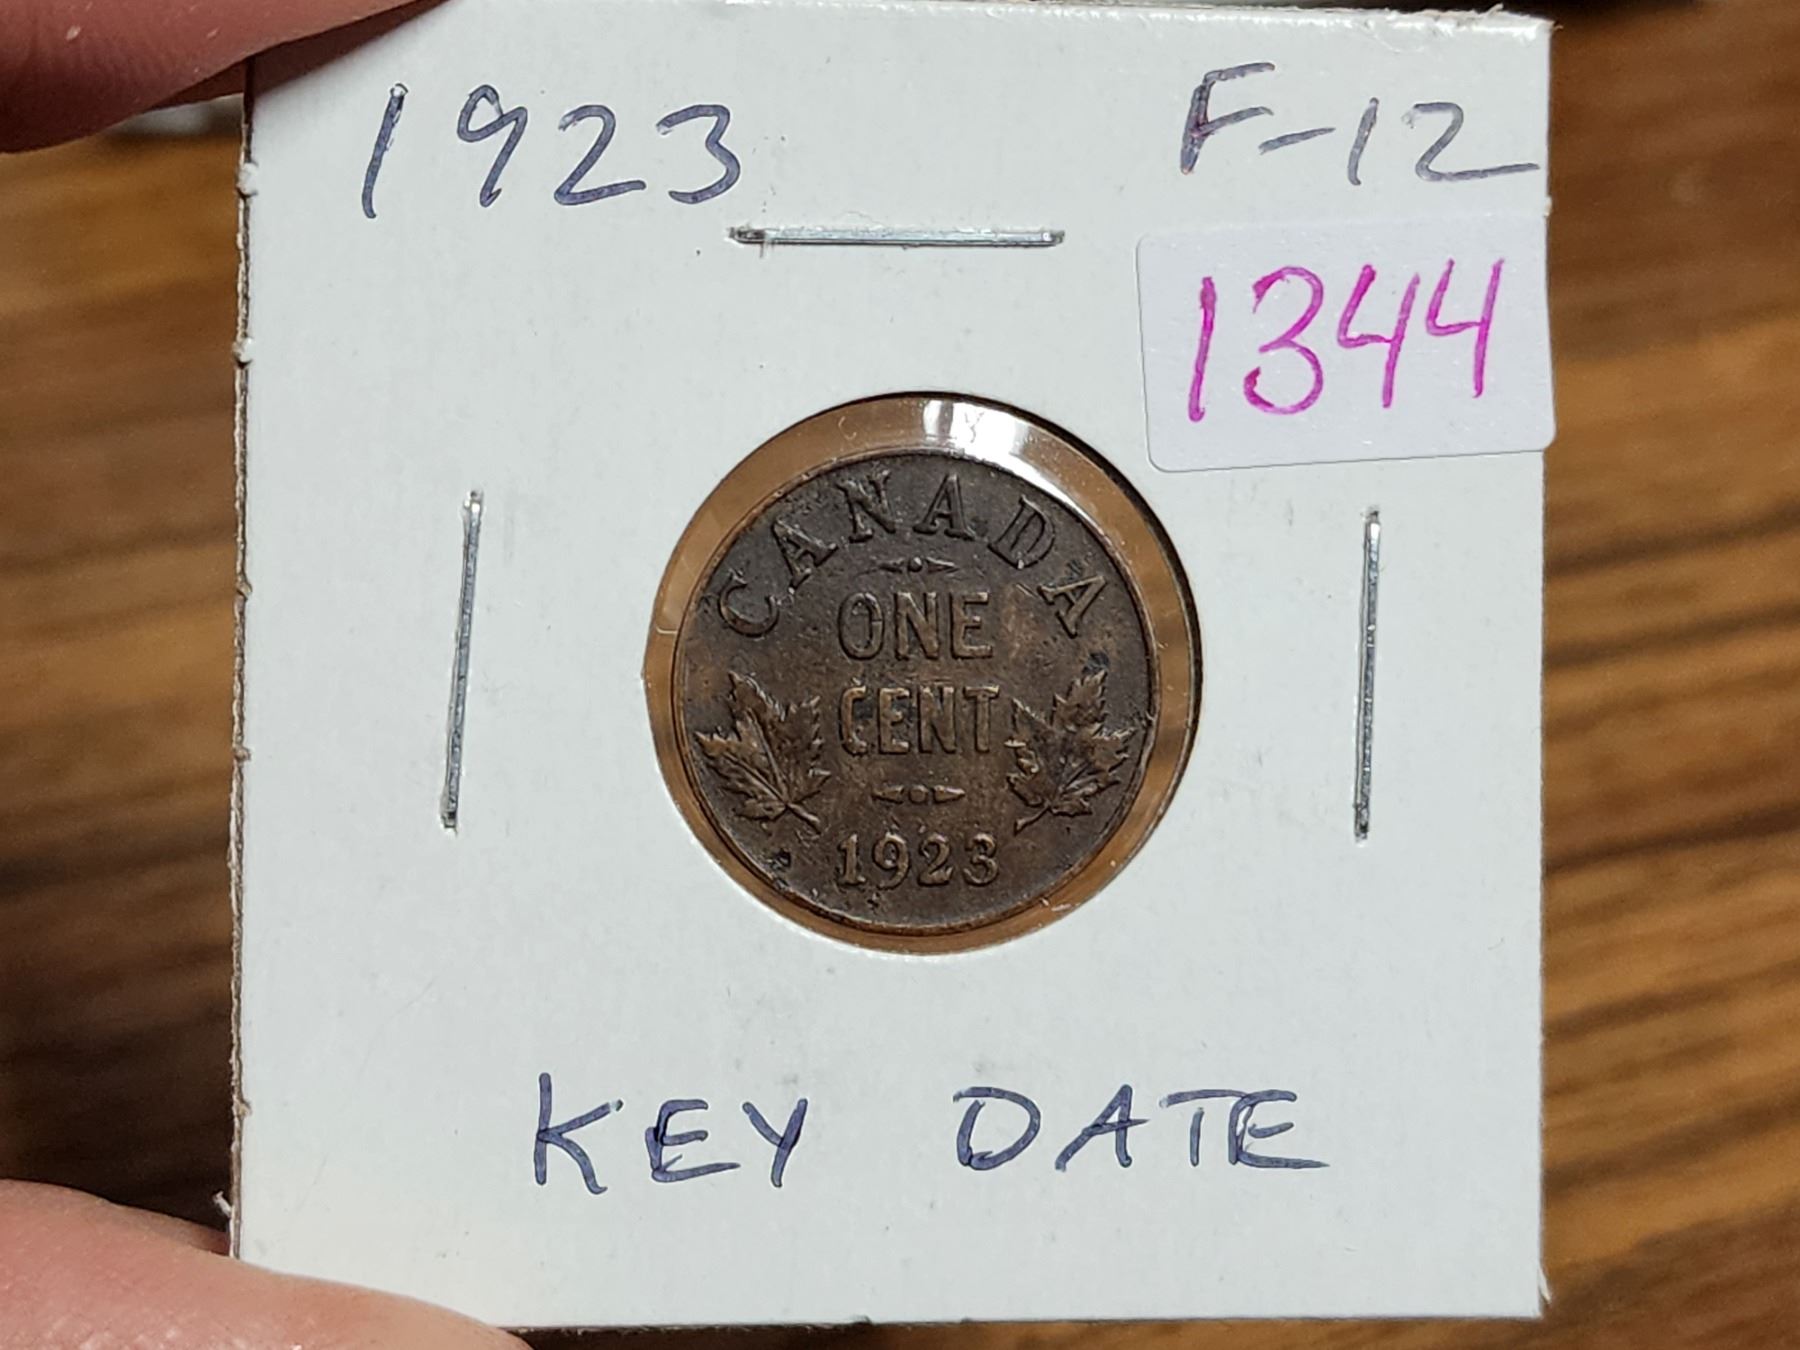 1923 F-12
1344
CANADA
ONE
CENT
1923
KEY DATE